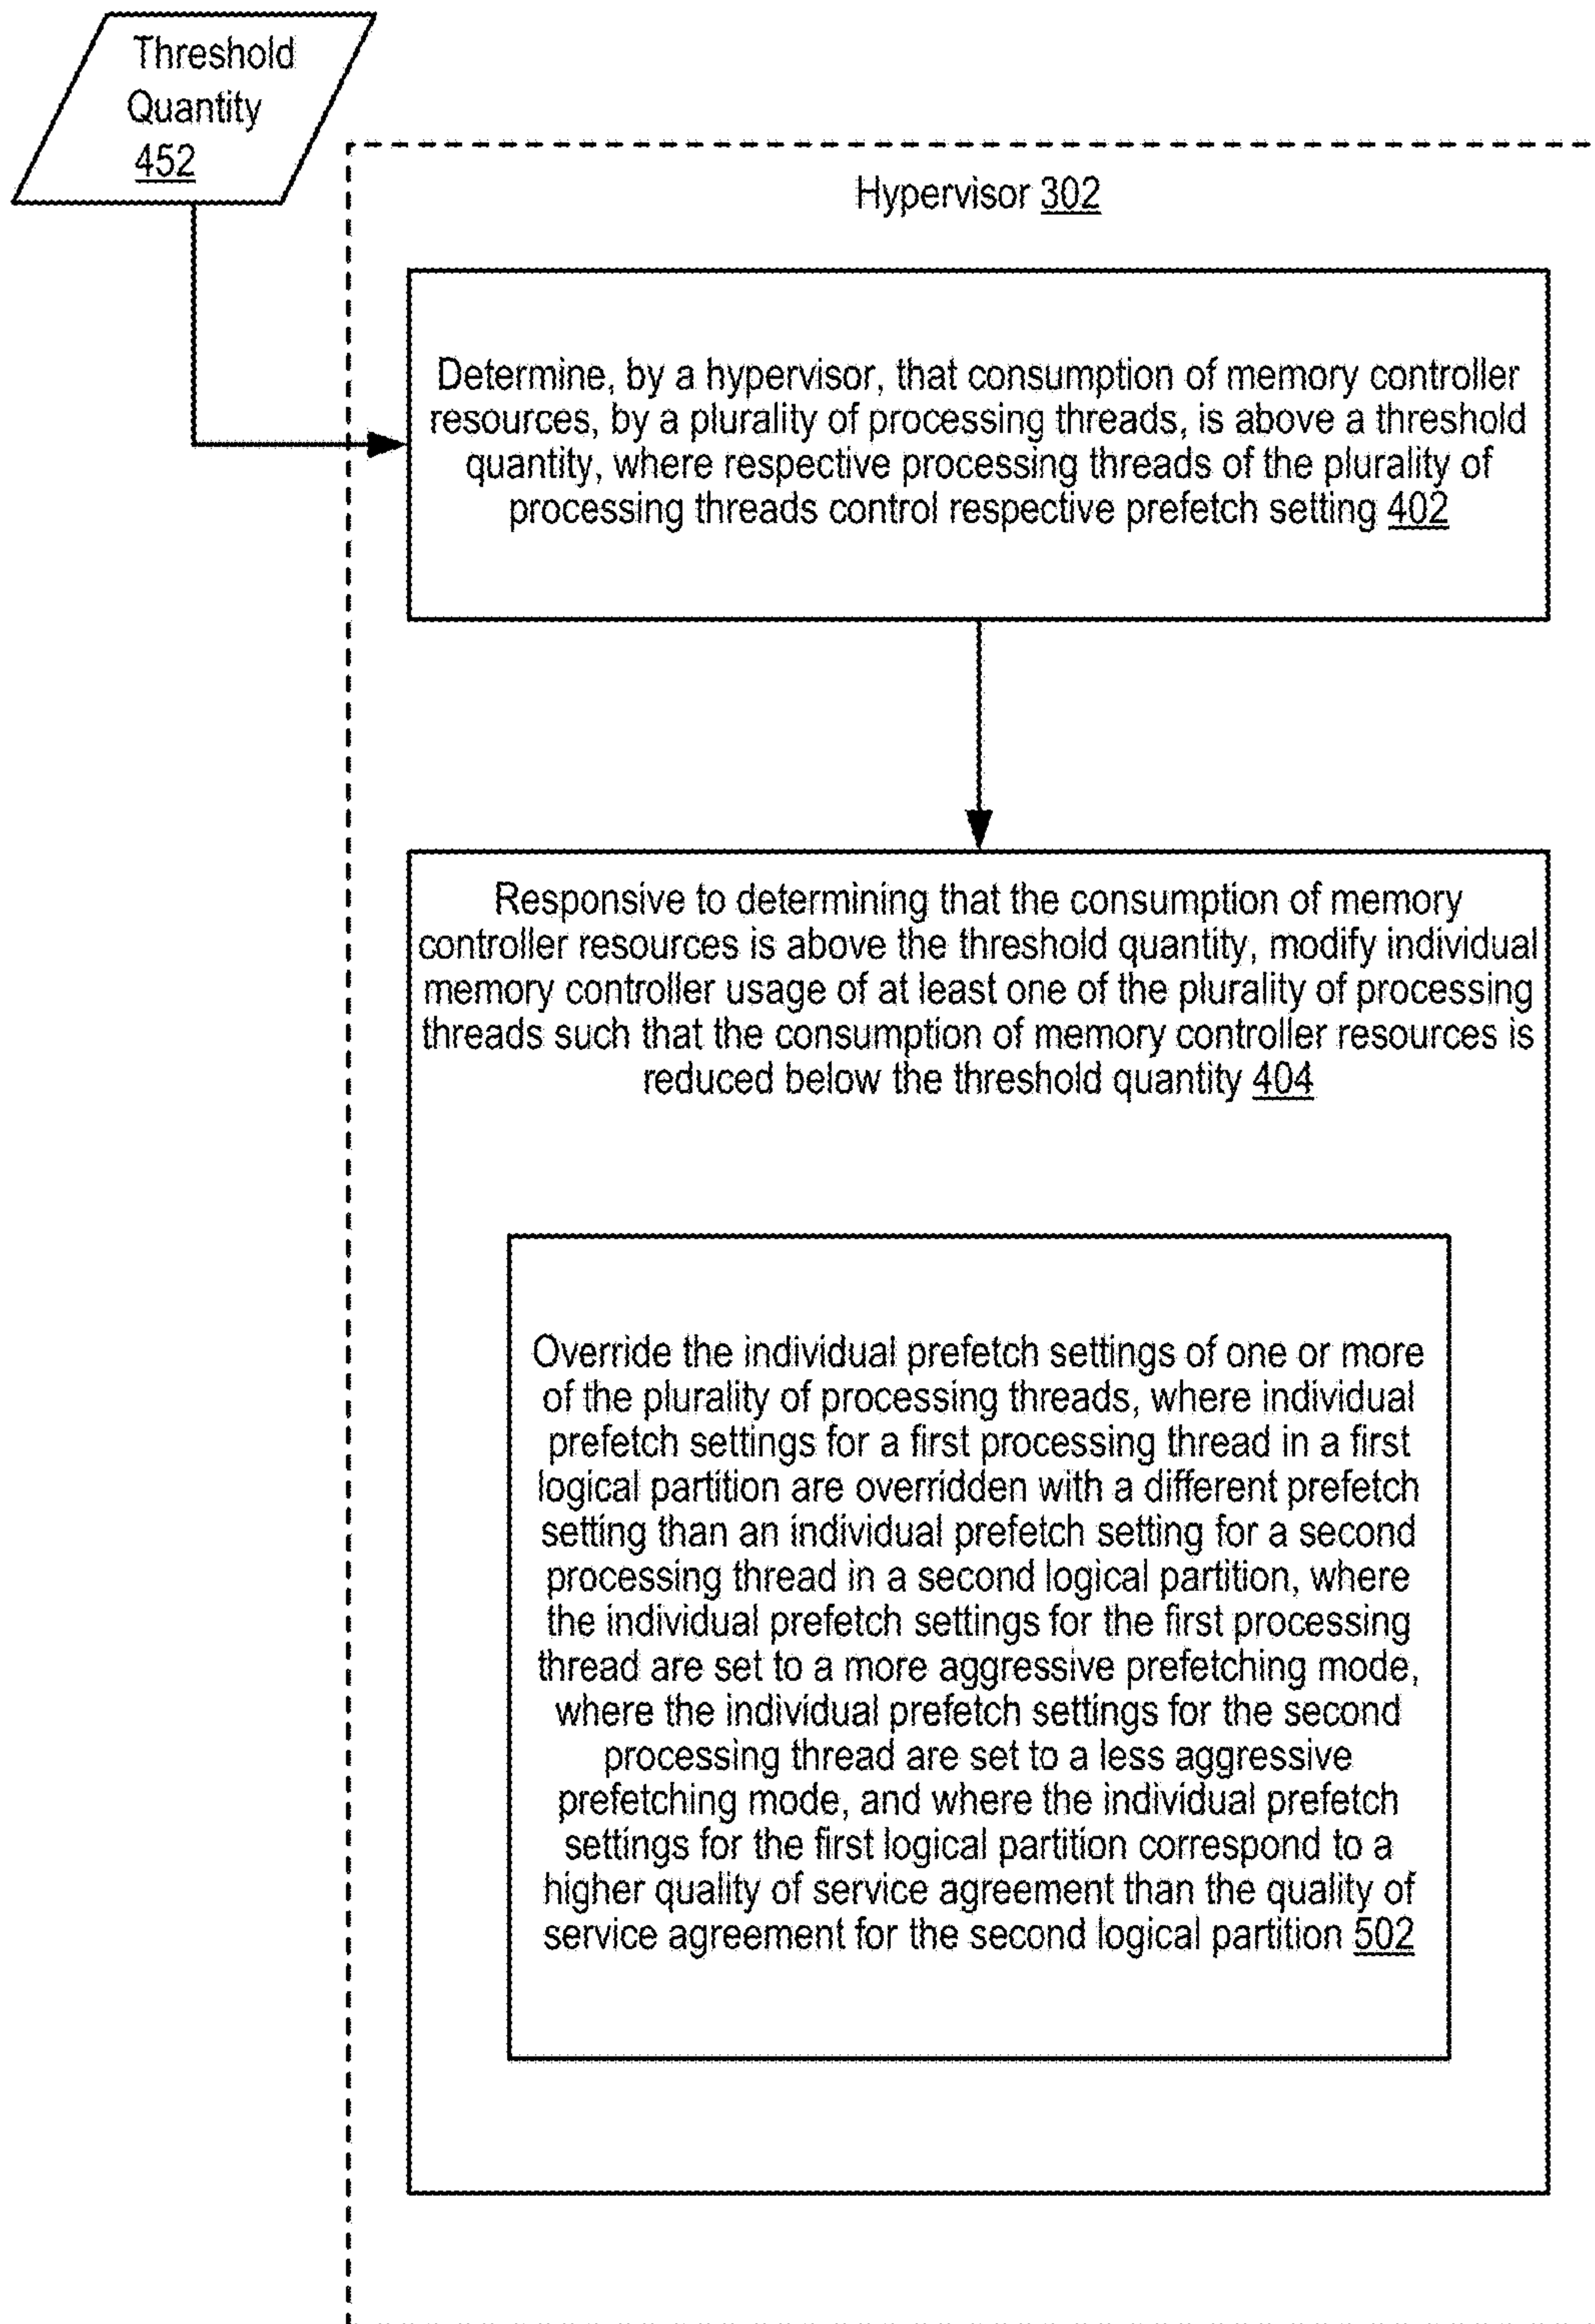 Threshold
Quantity
452
Hypervisor 302
Determine, by a hypervisor, that consumption of memory controller
resources, by a plurality of processing threads, is above a threshold
quantity, where respective processing threads of the plurality of
processing threads control respective prefetch setting 402
Responsive to determining that the consumption of memory
controller resources is above the threshold quantity, modify individual
memory controller usage of at least one of the plurality of processing
threads such that the consumption of memory controller resources is
reduced below the threshold quantity 404
Override the individual prefetch settings of one or more
of the plurality of processing threads, where individual
prefetch settings for a first processing thread in a first
logical partition are overridden with a different prefetch
setting than an individual prefetch setting for a second
processing thread in a second logical partition, where
the individual prefetch settings for the first processing
thread are set to a more aggressive prefetching mode,
where the individual prefetch settings for the second
processing thread are set to a less aggressive
prefetching mode, and where the individual prefetch
settings for the first logical partition correspond to a
higher quality of service agreement than the quality of
service agreement for the second logical partition 502